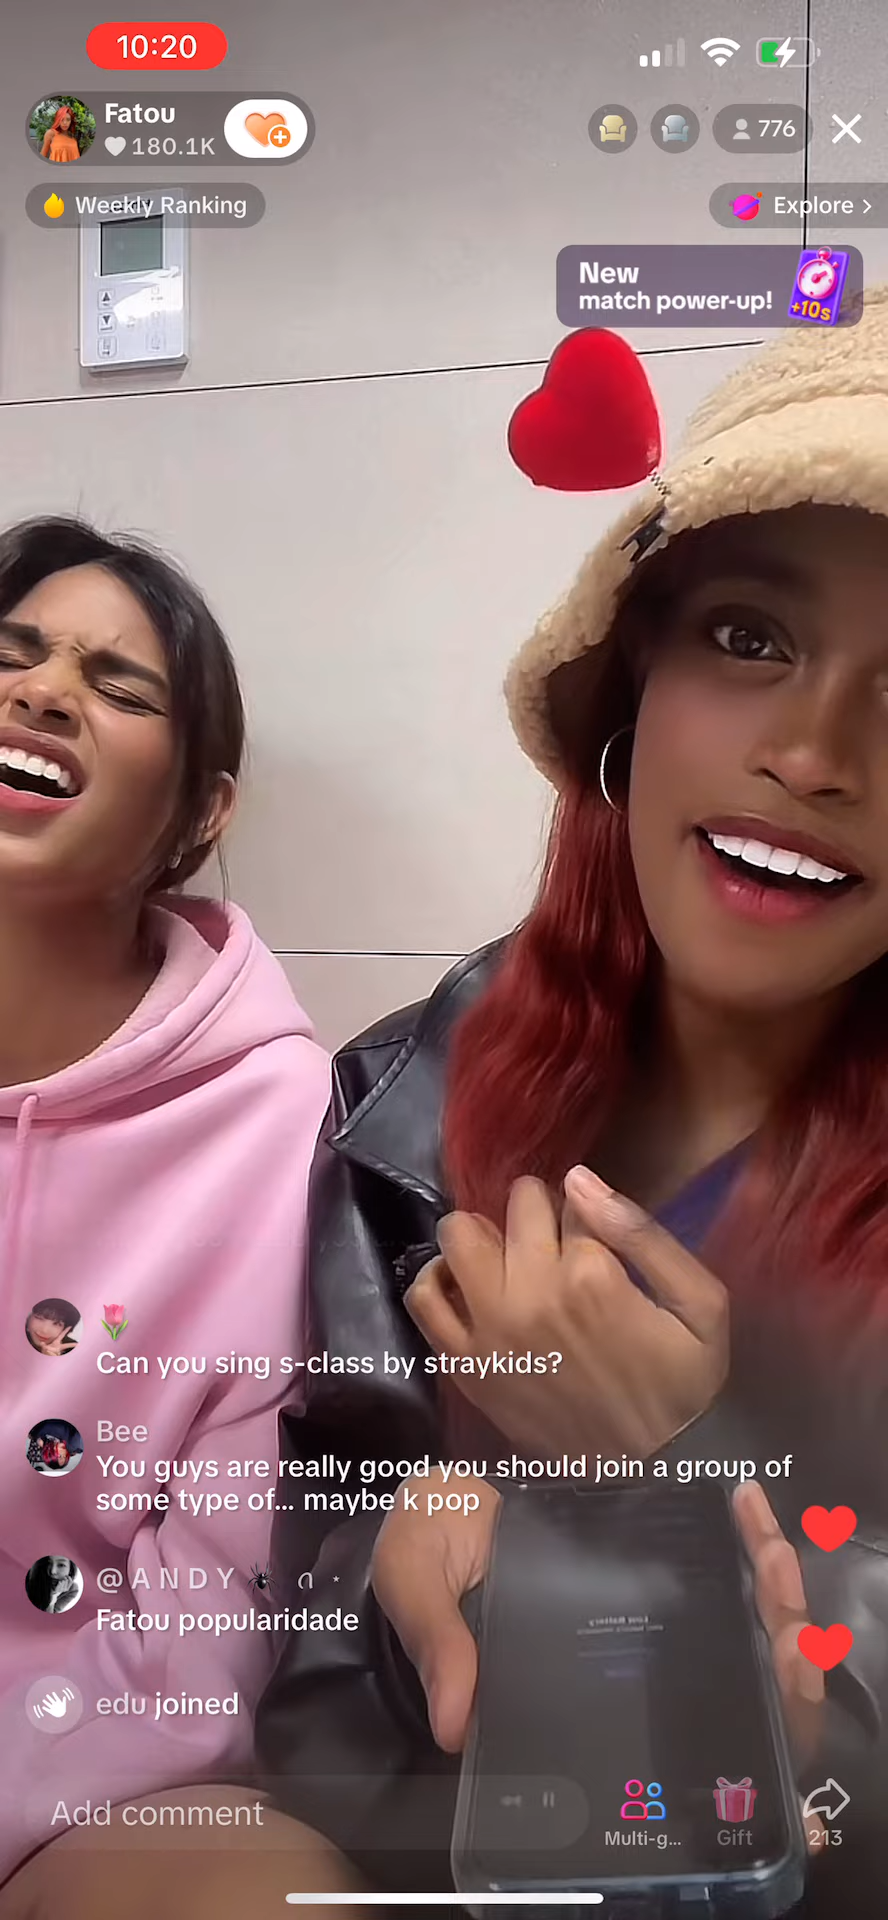 10:20
Fatou
180.1K
776
Weekly Ranking
Explore >
New
match power-up!
+10s
Can you sing s-class by straykids?
Bee
You guys are really good you should join a group of
some type of... maybe k pop
@ A N D Y
Fatou popularidade
edu joined
Add comment
Multi-g...
Gift
213